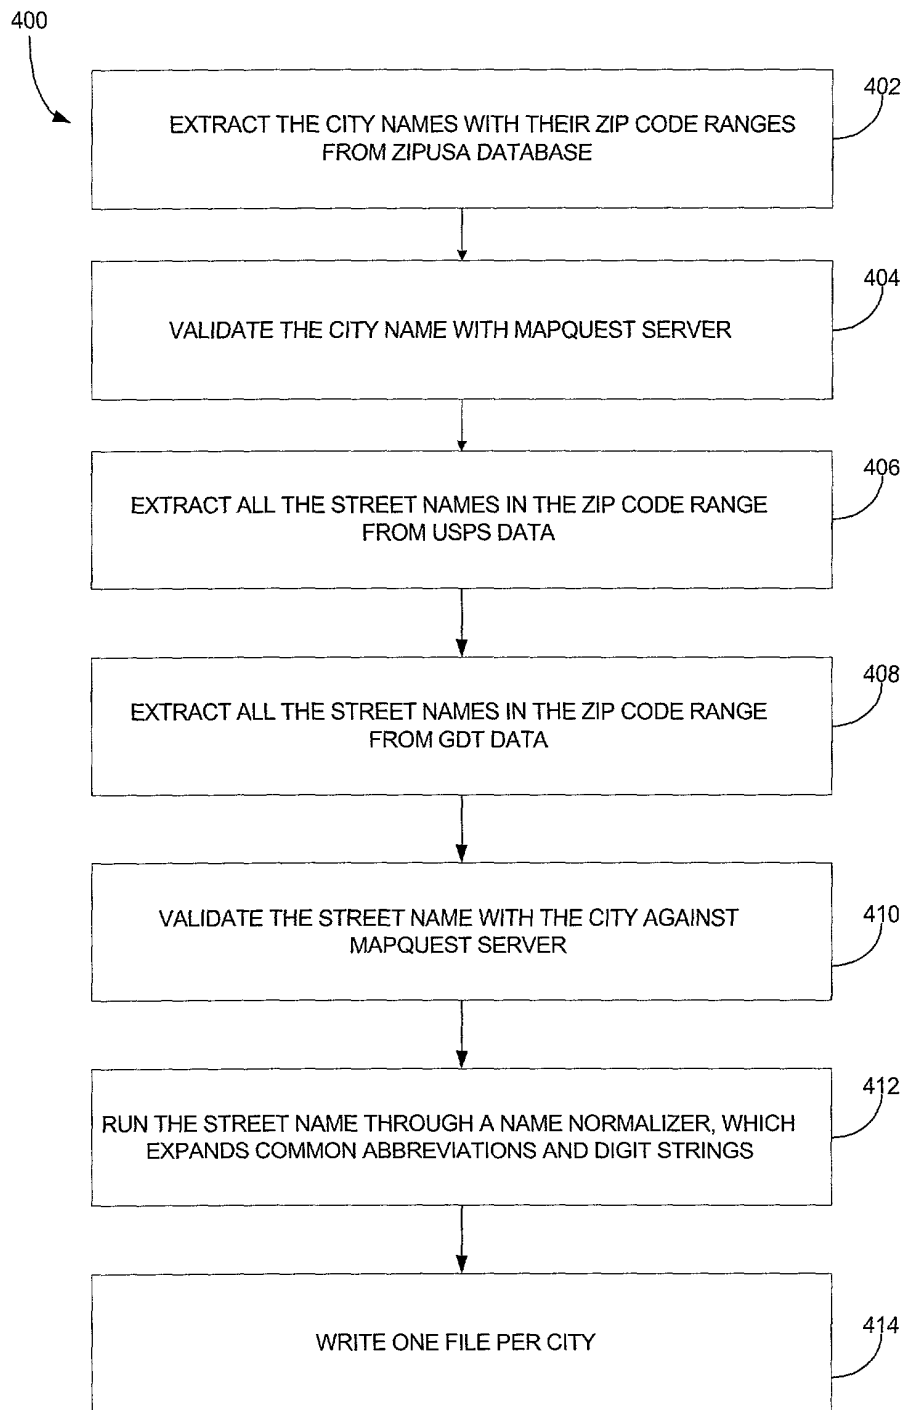 400
402
EXTRACT THE CITY NAMES WITH THEIR ZIP CODE RANGES
FROM ZIPUSA DATABASE
404
VALIDATE THE CITY NAME WITH MAPQUEST SERVER
406
EXTRACT ALL THE STREET NAMES IN THE ZIP CODE RANGE
FROM USPS DATA
408
EXTRACT ALL THE STREET NAMES IN THE ZIP CODE RANGE
FROM GDT DATA
410
VALIDATE THE STREET NAME WITH THE CITY AGAINST
MAPQUEST SERVER
412
RUN THE STREET NAME THROUGH A NAME NORMALIZER, WHICH
EXPANDS COMMON ABBREVIATIONS AND DIGIT STRINGS
414
WRITE ONE FILE PER CITY